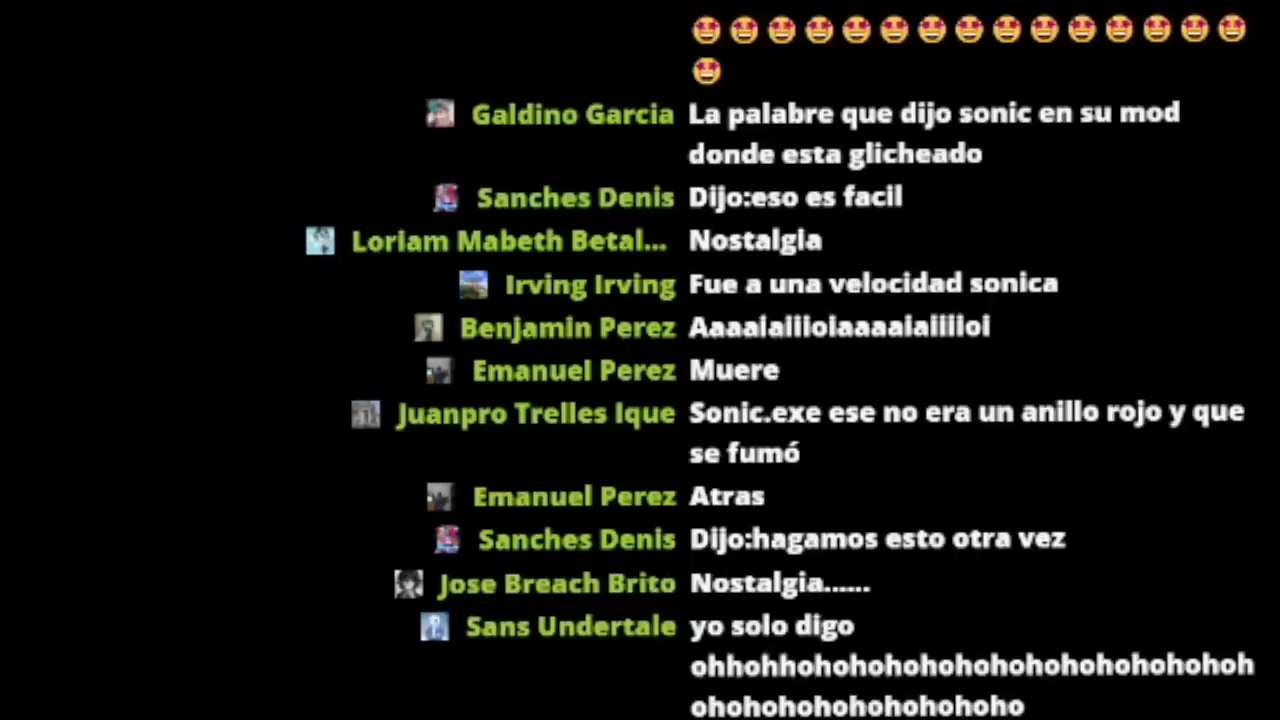 🤩🤩🤩🤩🤩🤩🤩🤩🤩🤩🤩🤩🤩🤩🤩
🤩
Galdino Garcia La palabre que dijo sonic en su mod
donde esta glicheado
Sanches Denis Dijo:eso es facil
Loriam Mabeth Betal... Nostalgia
Irving Irving Fue a una velocidad sonica
Benjamin Perez Aaaaiaiiioiaaaaiaiiiioi
Emanuel Perez Muere
Juanpro Trelles Ique Sonic.exe ese no era un anillo rojo y que
se fumó
Emanuel Perez Atras
Sanches Denis Dijo:hagamos esto otra vez
Jose Breach Brito Nostalgia......
Sans Undertale yo solo digo
ohhohhohohohohohohohohohohohohoh
ohohohohohohohohoho